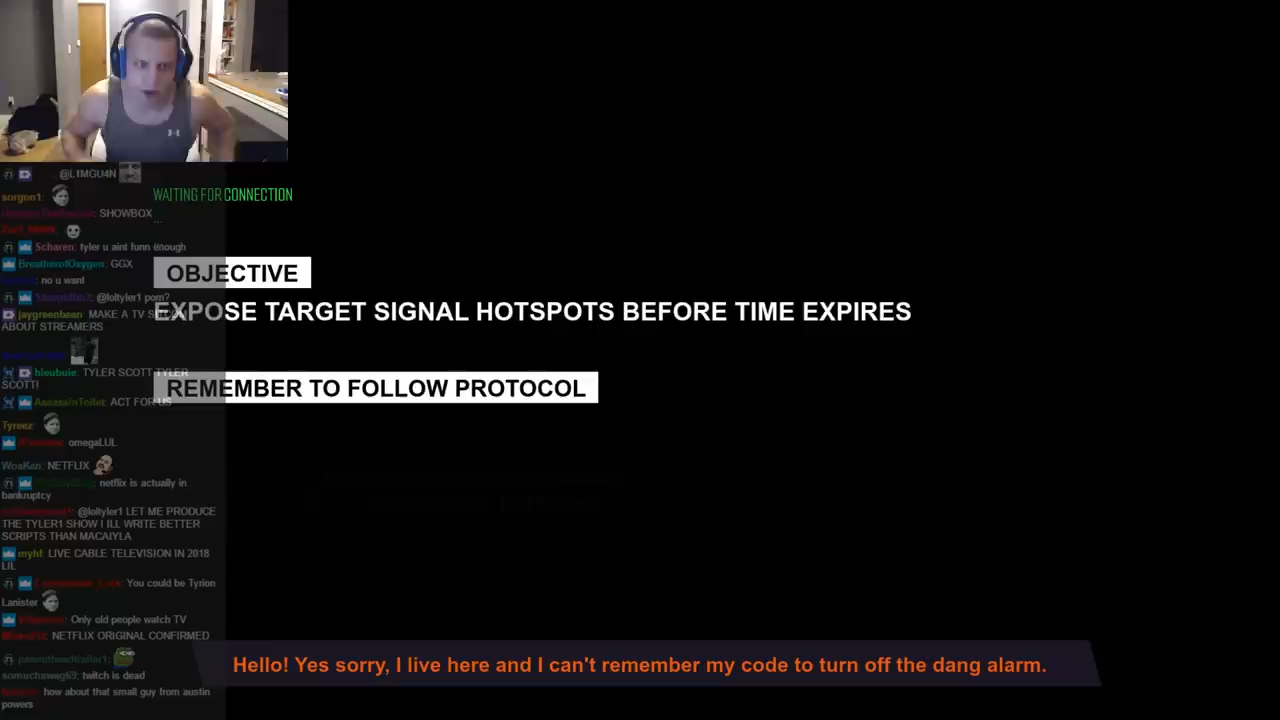 @L1MGU4N
WAITING FOR CONNECTION
sorgon1:
: SHOWBOX
...
Scharen: tyler u aint funn enough
BreatherofOxygen: GGX
OBJECTIVE
: no u want
: @loltyler1 porn?
EXPOSE TARGET SIGNAL HOTSPOTS BEFORE TIME EXPIRES
jaygreenbean: MAKE A TV SITCOM
ABOUT STREAMERS
hleubuie: TYLER SCOTT TYLER
SCOTT!
REMEMBER TO FOLLOW PROTOCOL
AssassInToilet: ACT FOR US
Tyreez:
: omegaLUL
WoaKan: NETFLIX
: netflix is actually in
bankruptcy
: @loltyler1 LET ME PRODUCE
THE TYLER1 SHOW I ILL WRITE BETTER
SCRIPTS THAN MACAIYLA
myht: LIVE CABLE TELEVISION IN 2018
LIL
: You could be Tyrion
Lanister
: Only old people watch TV
: NETFLIX ORIGINAL CONFIRMED
Hello! Yes sorry, I live here and I can't remember my code to turn off the dang alarm.
somuchswag69: twitch is dead
: how about that small guy from austin
powers